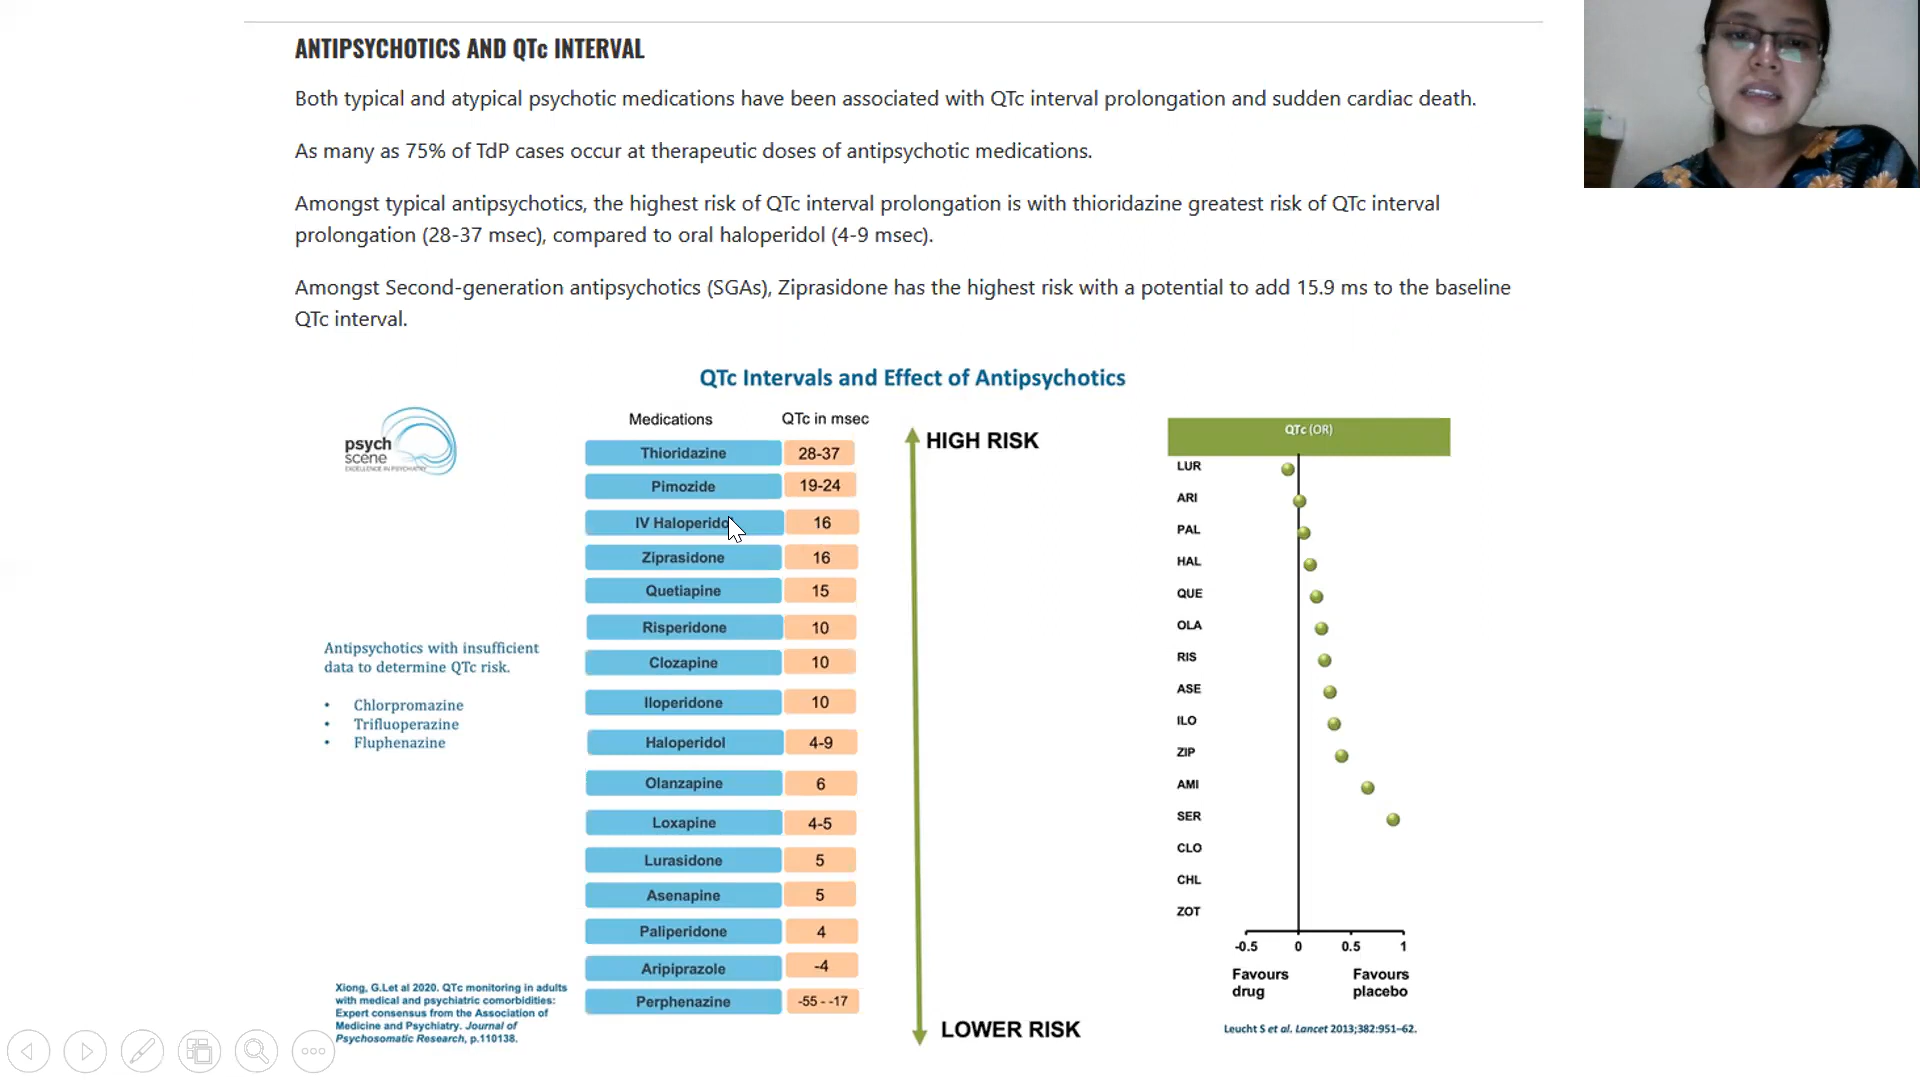 ANTIPSYCHOTICS AND QTc INTERVAL
Both typical and atypical psychotic medications have been associated with QTc interval prolongation and sudden cardiac death.
As many as 75% of TdP cases occur at therapeutic doses of antipsychotic medications.
Amongst typical antipsychotics, the highest risk of QTc interval prolongation is with thioridazine greatest risk of QTc interval
prolongation (28-37 msec), compared to oral haloperidol (4-9 msec).
Amongst Second-generation antipsychotics (SGAs), Ziprasidone has the highest risk with a potential to add 15.9 ms to the baseline
QTc interval.
QTc Intervals and Effect of Antipsychotics
psych
scene
EXCELLENCE IN PSYCHIATRY
Antipsychotics with insufficient
data to determine QTc risk.
• Chlorpromazine
• Trifluoperazine
• Fluphenazine
Xiong, G.Let al 2020. QTc monitoring in adults
with medical and psychiatric comorbidities:
Expert consensus from the Association of
Medicine and Psychiatry. Journal of
Psychosomatic Research, p.110138.
Medications QTc in msec
Thioridazine 28-37
Pimozide 19-24
IV Haloperidol 16
Ziprasidone 16
Quetiapine 15
Risperidone 10
Clozapine 10
Iloperidone 10
Haloperidol 4-9
Olanzapine 6
Loxapine 4-5
Lurasidone 5
Asenapine 5
Paliperidone 4
Aripiprazole -4
Perphenazine -55 - -17
HIGH RISK
LOWER RISK
QTc (OR)
LUR
ARI
PAL
HAL
QUE
OLA
RIS
ASE
ILO
ZIP
AMI
SER
CLO
CHL
ZOT
-0.5 0 0.5 1
Favours Favours
drug placebo
Leucht S et al. Lancet 2013;382:951–62.